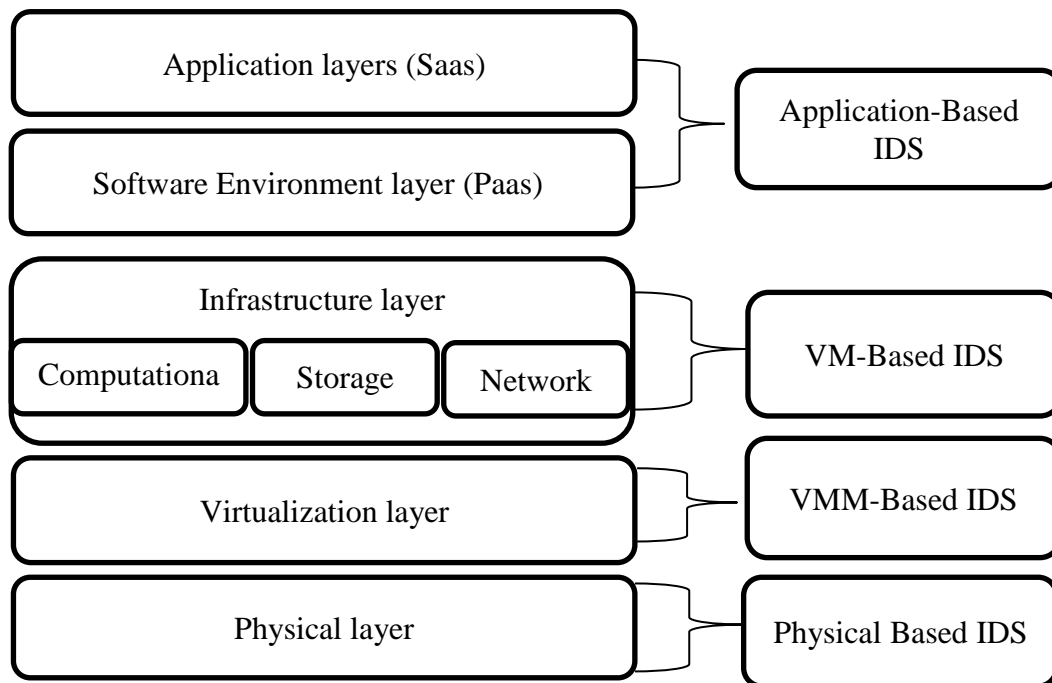 Application layers (Saas)
Application-Based
IDS
Software Environment layer (Paas)
Infrastructure layer
Computationa
Storage
Network
VM-Based IDS
Virtualization layer
VMM-Based IDS
Physical layer
Physical Based IDS